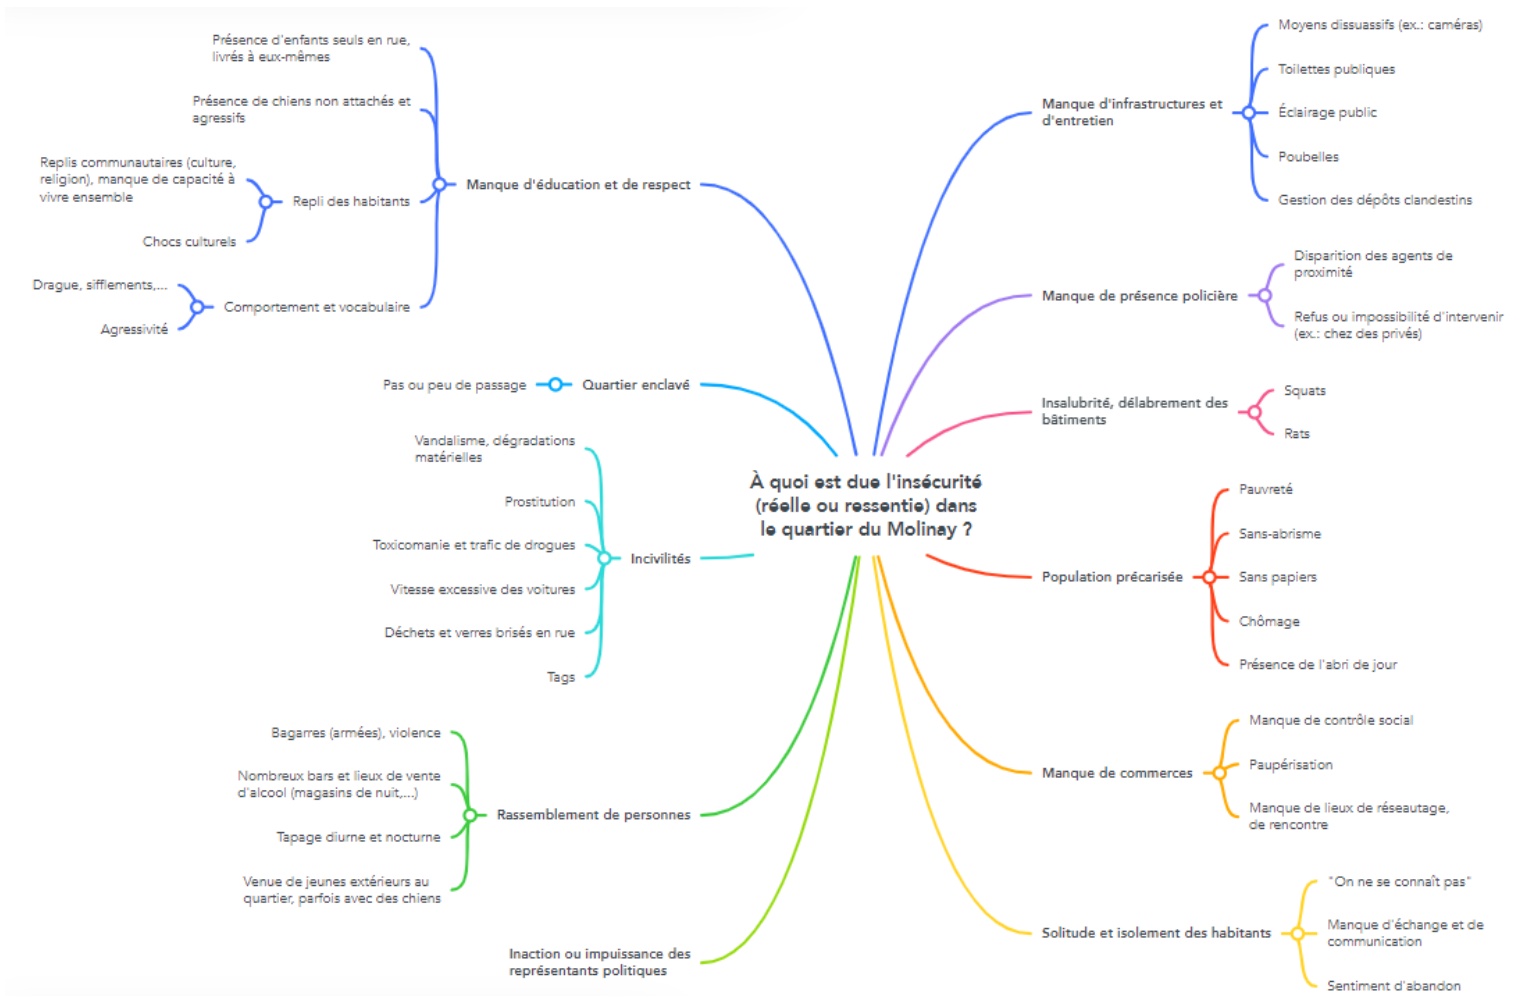 À quoi est due l'insécurité
(réelle ou ressentie) dans
le quartier du Molinay ?
Manque d'éducation et de respect
Présence d'enfants seuls en rue,
livrés à eux-mêmes
Présence de chiens non attachés et
agressifs
Repli des habitants
Replis communautaires (culture,
religion), manque de capacité à
vivre ensemble
Chocs culturels
Comportement et vocabulaire
Drague, sifflements,...
Agressivité
Quartier enclavé
Pas ou peu de passage
Incivilités
Vandalisme, dégradations
matérielles
Prostitution
Toxicomanie et trafic de drogues
Vitesse excessive des voitures
Déchets et verres brisés en rue
Tags
Rassemblement de personnes
Bagarres (armées), violence
Nombreux bars et lieux de vente
d'alcool (magasins de nuit,...)
Tapage diurne et nocturne
Venue de jeunes extérieurs au
quartier, parfois avec des chiens
Inaction ou impuissance des
représentants politiques
Manque d'infrastructures et
d'entretien
Moyens dissuassifs (ex.: caméras)
Toilettes publiques
Éclairage public
Poubelles
Gestion des dépôts clandestins
Manque de présence policière
Disparition des agents de
proximité
Refus ou impossibilité d'intervenir
(ex.: chez des privés)
Insalubrité, délabrement des
bâtiments
Squats
Rats
Population précarisée
Pauvreté
Sans-abrisme
Sans papiers
Chômage
Présence de l'abri de jour
Manque de commerces
Manque de contrôle social
Paupérisation
Manque de lieux de réseautage,
de rencontre
Solitude et isolement des habitants
"On ne se connaît pas"
Manque d'échange et de
communication
Sentiment d'abandon